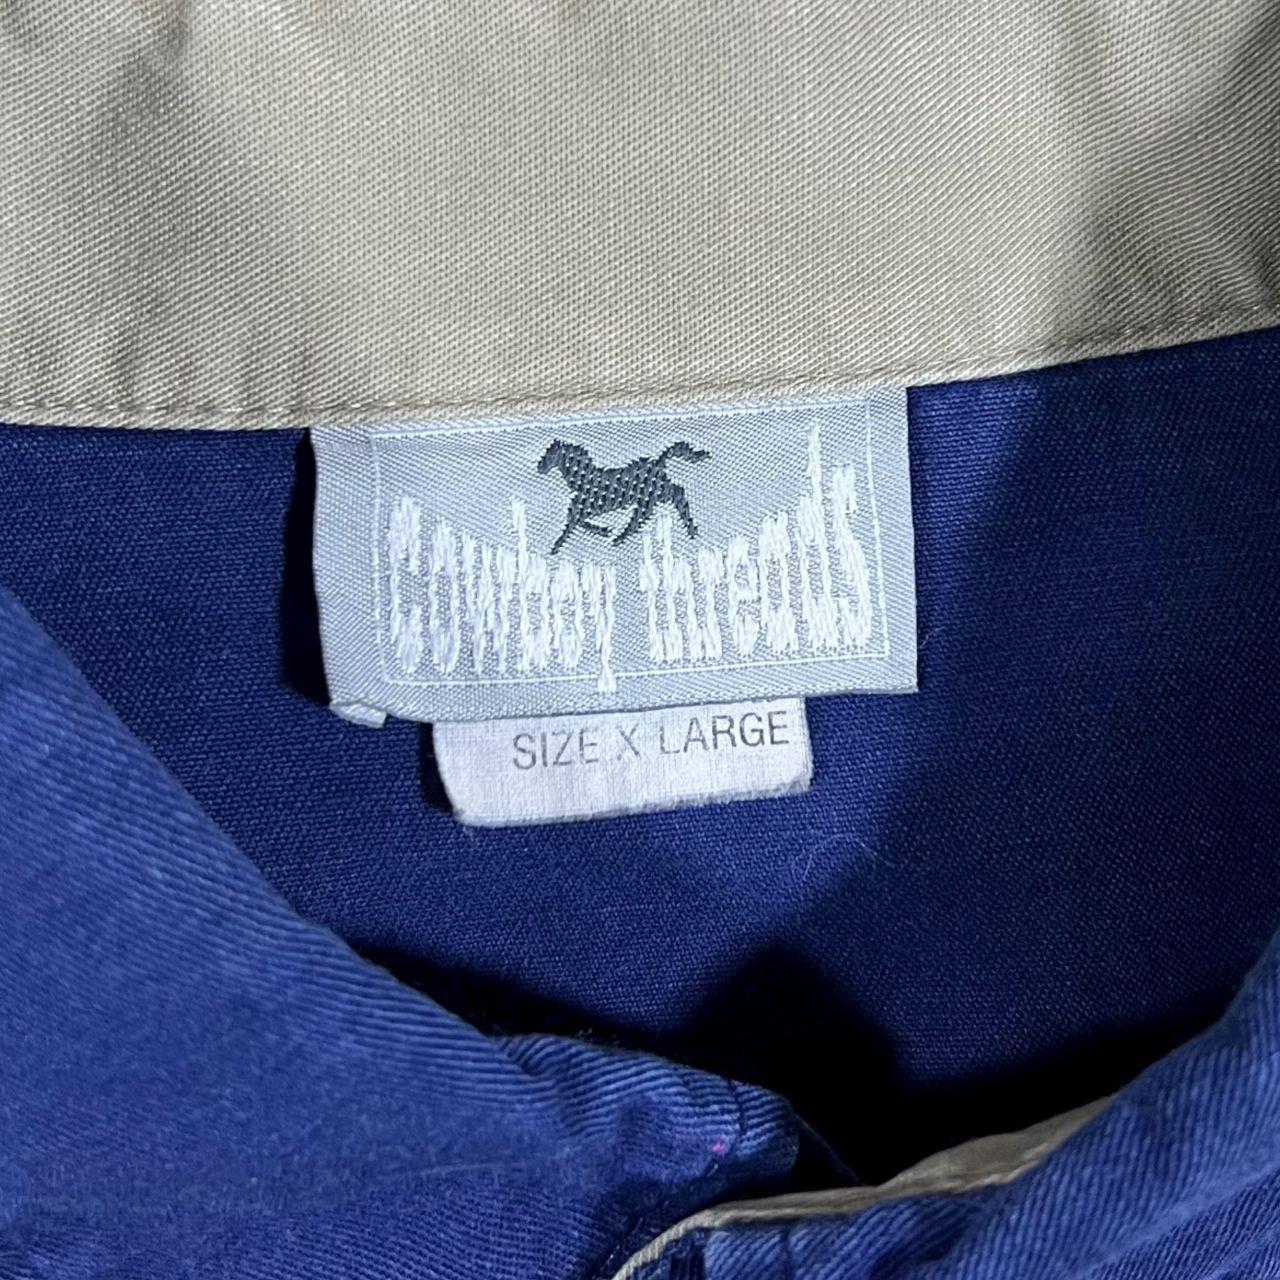 Cowboy threads
SIZE X LARGE